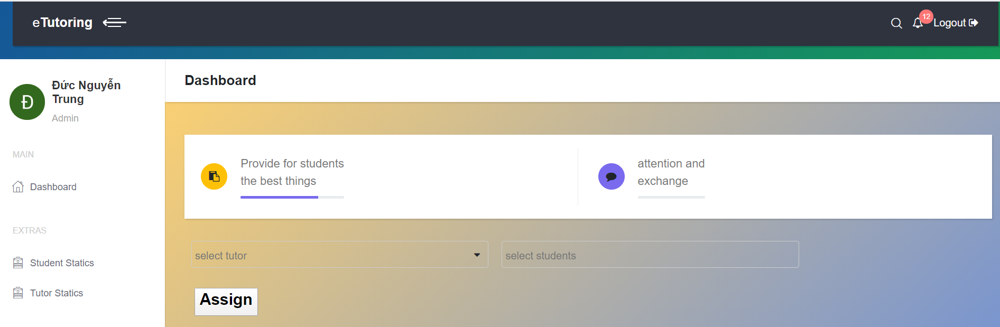 eTutoring
12
Logout
Đ
Đức Nguyễn
Trung
Admin
MAIN
Dashboard
EXTRAS
Student Statics
Tutor Statics
Dashboard
Provide for students
the best things
attention and
exchange
select tutor
select students
Assign